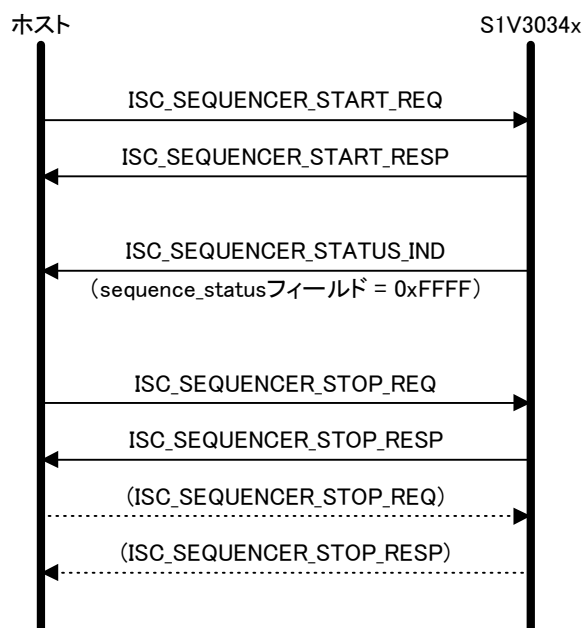 ホスト
S1V3034x
ISC_SEQUENCER_START_REQ
ISC_SEQUENCER_START_RESP
ISC_SEQUENCER_STATUS_IND
（sequence_statusフィールド = 0xFFFF）
ISC_SEQUENCER_STOP_REQ
ISC_SEQUENCER_STOP_RESP
(ISC_SEQUENCER_STOP_REQ)
(ISC_SEQUENCER_STOP_RESP)